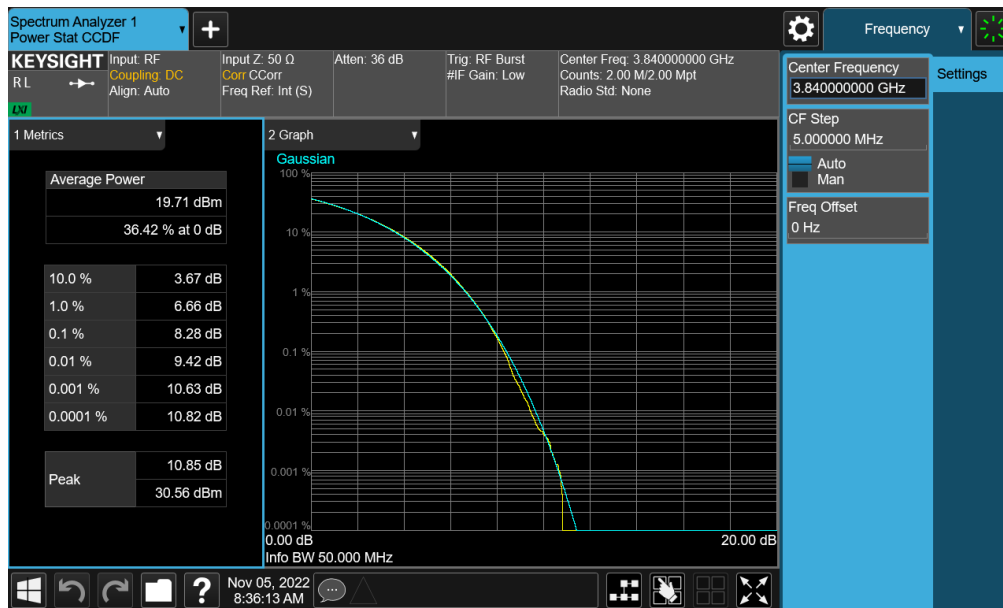 Spectrum Analyzer 1
Power Stat CCDF
Frequency
KEYSIGHT
R L
LXI
Input: RF
Coupling: DC
Align: Auto
Input Z: 50 Ω
Corr CCorr
Freq Ref: Int (S)
Atten: 36 dB
Trig: RF Burst
#IF Gain: Low
Center Freq: 3.840000000 GHz
Counts: 2.00 M/2.00 Mpt
Radio Std: None
Center Frequency
3.840000000 GHz
Settings
CF Step
5.000000 MHz
Auto
Man
Freq Offset
0 Hz
1 Metrics
Average Power
19.71 dBm
36.42 % at 0 dB
10.0 % 3.67 dB
1.0 % 6.66 dB
0.1 % 8.28 dB
0.01 % 9.42 dB
0.001 % 10.63 dB
0.0001 % 10.82 dB
Peak
10.85 dB
30.56 dBm
2 Graph
Gaussian
100 %
10 %
1 %
0.1 %
0.01 %
0.001 %
0.0001 %
0.00 dB 20.00 dB
Info BW 50.000 MHz
?
Nov 05, 2022
8:36:13 AM